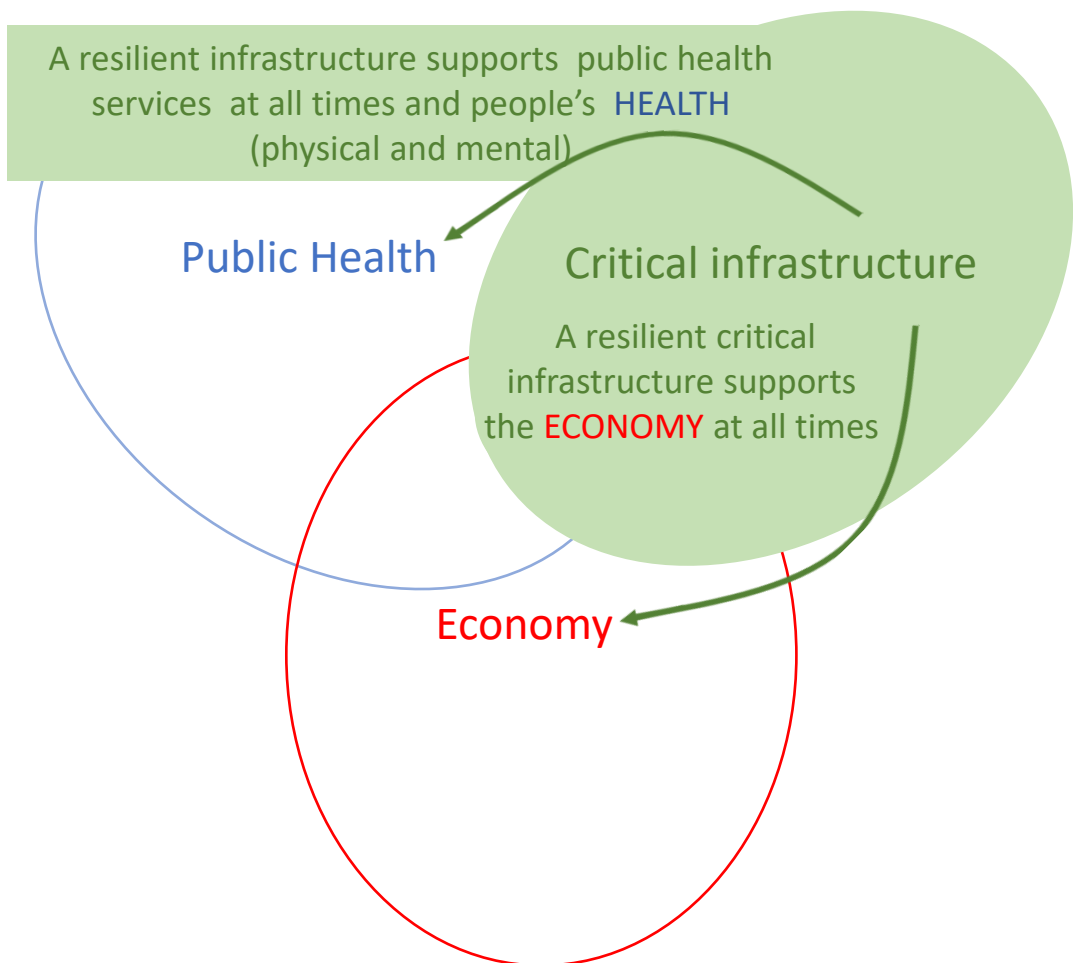 A resilient infrastructure supports public health
services at all times and people’s HEALTH
(physical and mental)
Public Health
Critical infrastructure
A resilient critical
infrastructure supports
the ECONOMY at all times
Economy